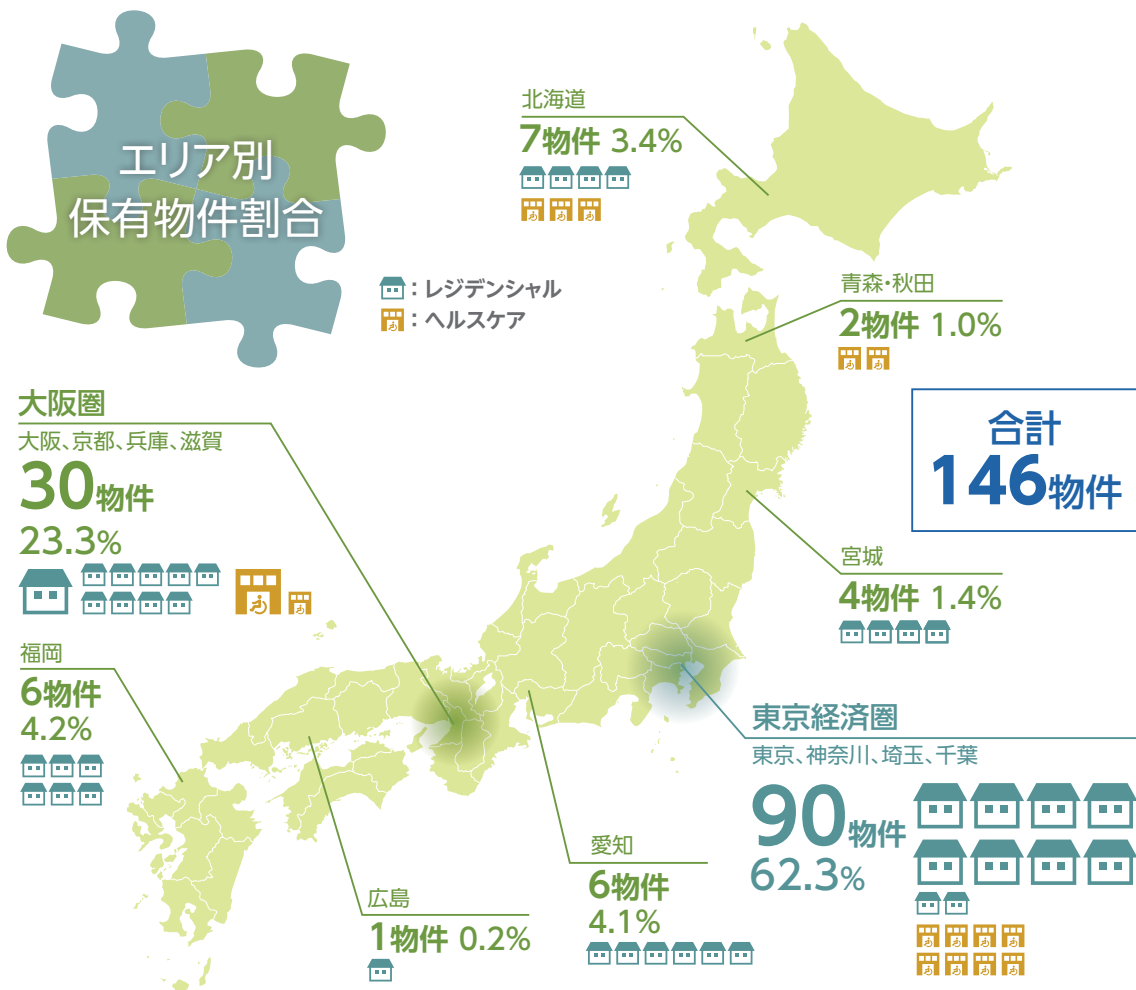 エリア別
保有物件割合
北海道
7物件 3.4%
：レジデンシャル
：ヘルスケア
青森・秋田
2物件 1.0%
合計
146物件
大阪圏
大阪、京都、兵庫、滋賀
30物件
23.3%
宮城
4物件 1.4%
福岡
6物件
4.2%
東京経済圏
東京、神奈川、埼玉、千葉
90物件
62.3%
愛知
6物件
4.1%
広島
1物件 0.2%